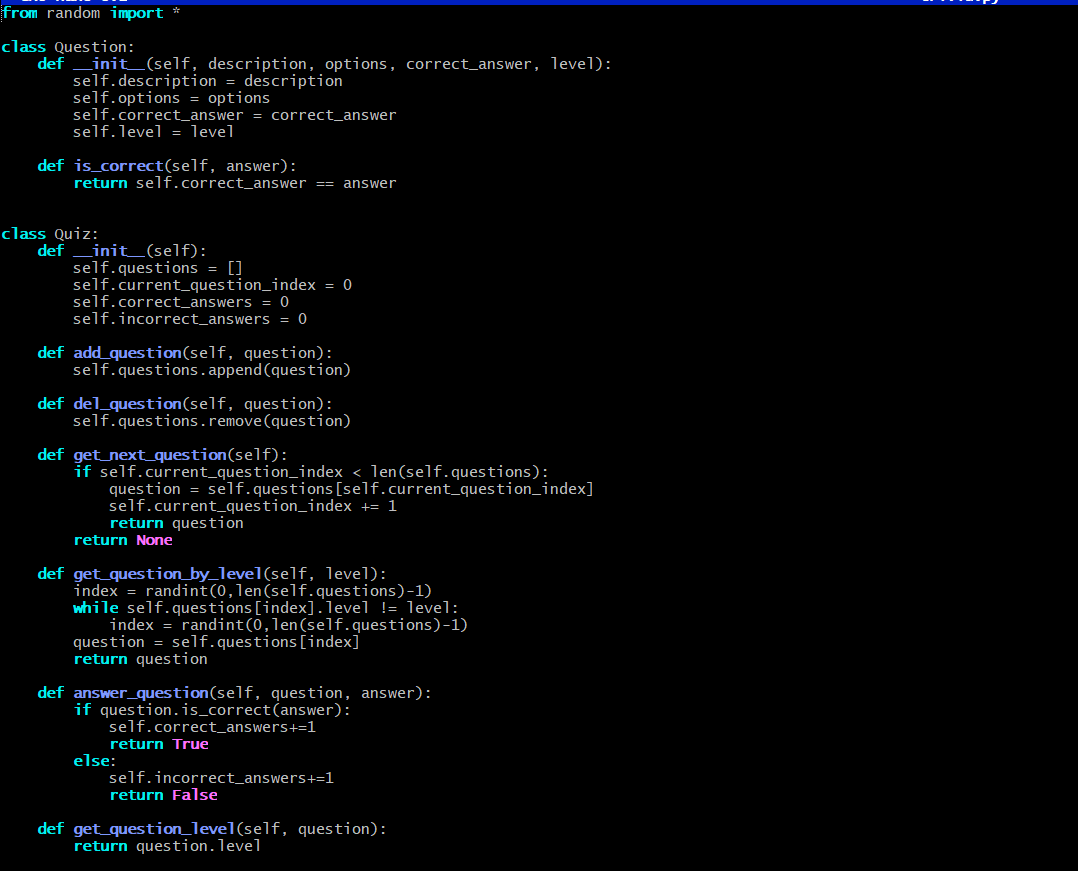 from random import *
class Question:
    def __init__(self, description, options, correct_answer, level):
        self.description = description
        self.options = options
        self.correct_answer = correct_answer
        self.level = level
    def is_correct(self, answer):
        return self.correct_answer == answer
class Quiz:
    def __init__(self):
        self.questions = []
        self.current_question_index = 0
        self.correct_answers = 0
        self.incorrect_answers = 0
    def add_question(self, question):
        self.questions.append(question)
    def del_question(self, question):
        self.questions.remove(question)
    def get_next_question(self):
        if self.current_question_index < len(self.questions):
            question = self.questions[self.current_question_index]
            self.current_question_index += 1
            return question
        return None
    def get_question_by_level(self, level):
        index = randint(0,len(self.questions)-1)
        while self.questions[index].level != level:
            index = randint(0,len(self.questions)-1)
        question = self.questions[index]
        return question
    def answer_question(self, question, answer):
        if question.is_correct(answer):
            self.correct_answers+=1
            return True
        else:
            self.incorrect_answers+=1
            return False
    def get_question_level(self, question):
        return question.level